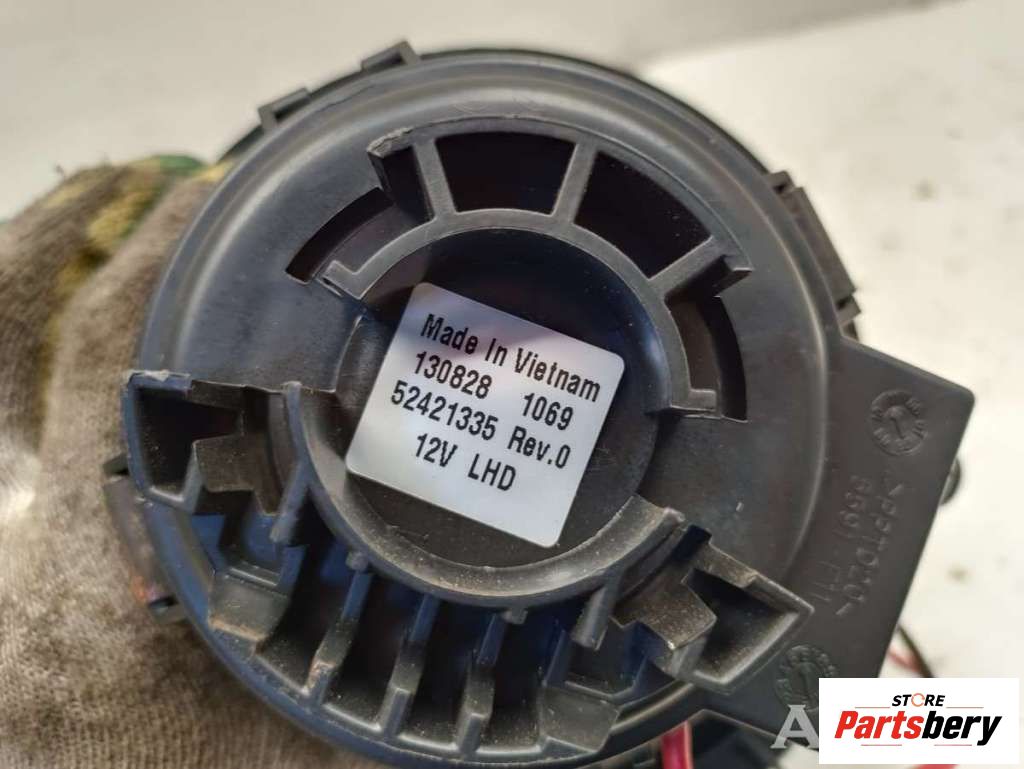 Made In Vietnam
130828 1069
52421335 Rev.0
12V LHD
STORE
Partsbery